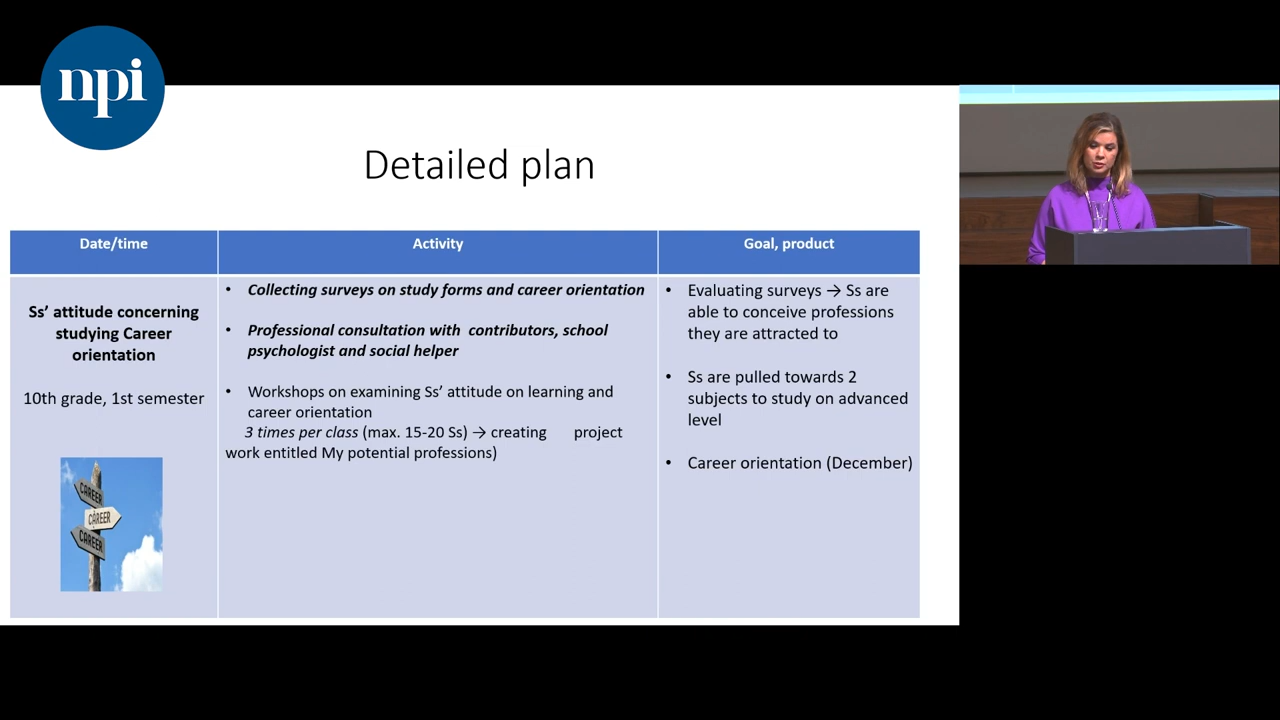 npi
Detailed plan
Date/time
Activity
Goal, product
Ss’ attitude concerning
studying Career
orientation
10th grade, 1st semester
CAREER
CAREER
CAREER
• Collecting surveys on study forms and career orientation
• Professional consultation with contributors, school
psychologist and social helper
• Workshops on examining Ss’ attitude on learning and
career orientation
3 times per class (max. 15-20 Ss) → creating project
work entitled My potential professions)
• Evaluating surveys → Ss are
able to conceive professions
they are attracted to
• Ss are pulled towards 2
subjects to study on advanced
level
• Career orientation (December)